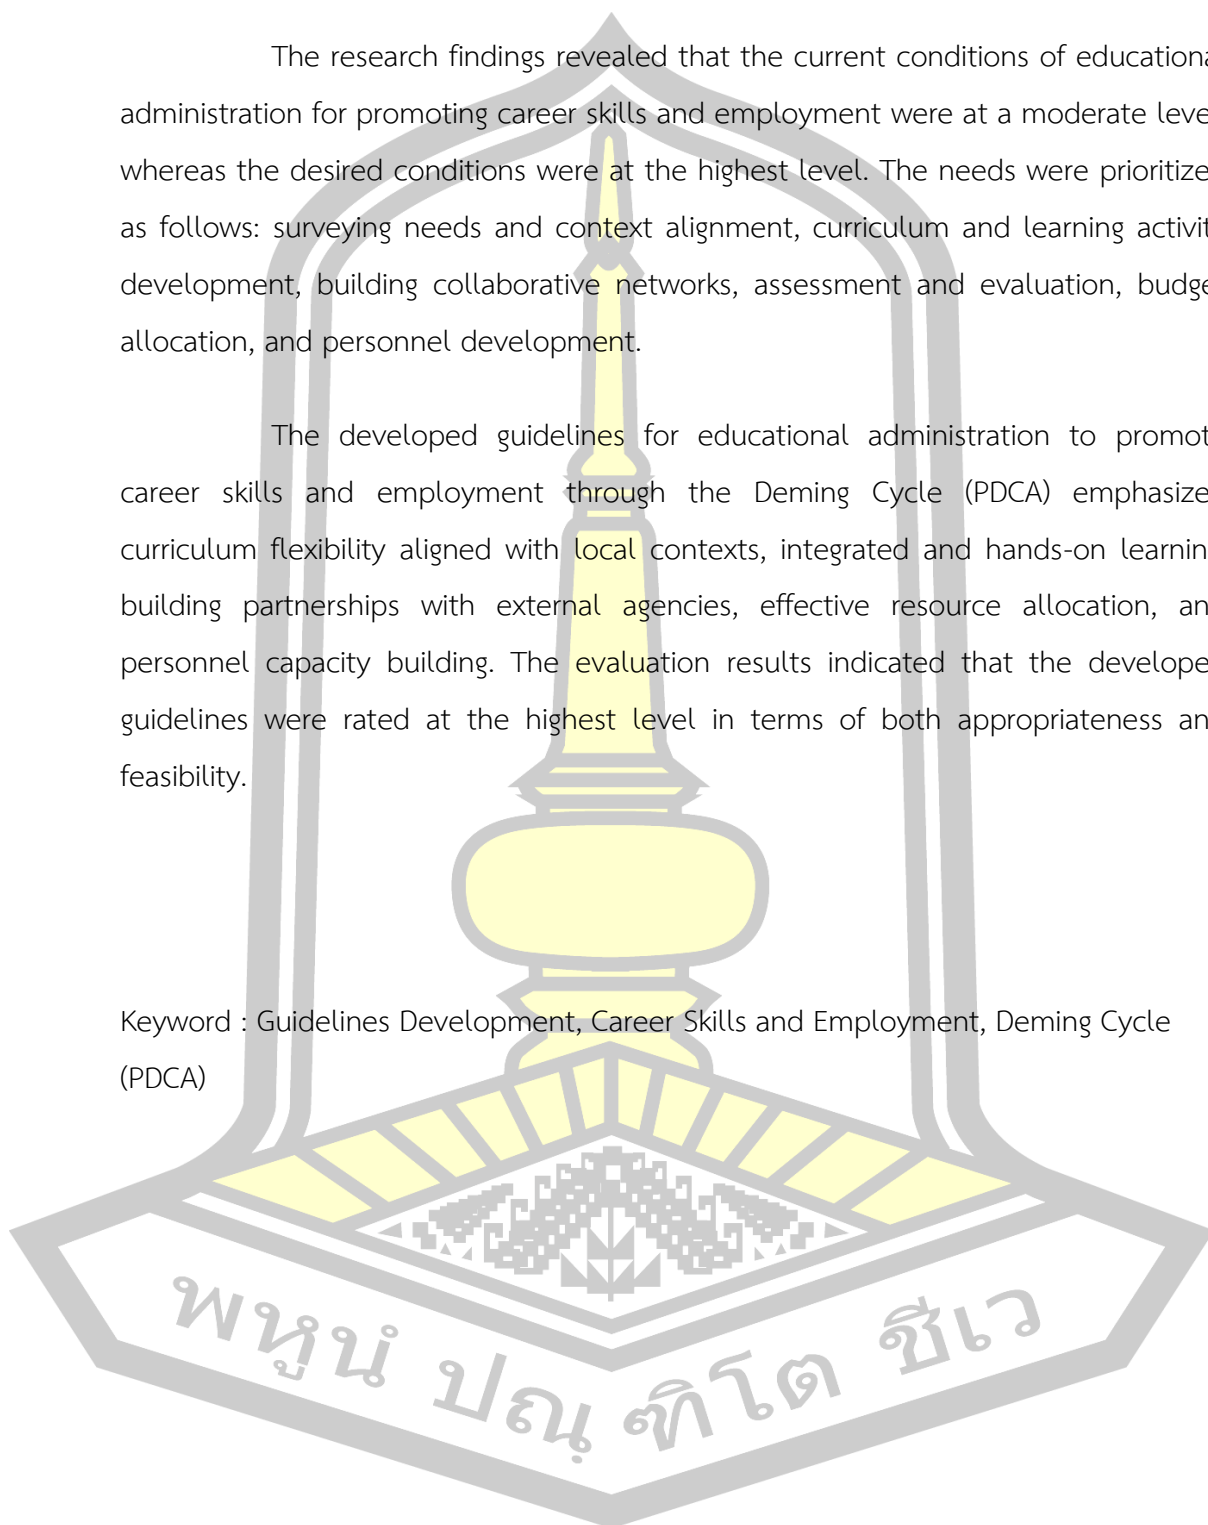 The research findings revealed that the current conditions of educationa
administration for promoting career skills and employment were at a moderate leve
whereas the desired conditions were at the highest level. The needs were prioritize
as follows: surveying needs and context alignment, curriculum and learning activit
development, building collaborative networks, assessment and evaluation, budge
allocation, and personnel development.
The developed guidelines for educational administration to promot
career skills and employment through the Deming Cycle (PDCA) emphasize
curriculum flexibility aligned with local contexts, integrated and hands-on learnin
building partnerships with external agencies, effective resource allocation, an
personnel capacity building. The evaluation results indicated that the develope
guidelines were rated at the highest level in terms of both appropriateness an
feasibility.
Keyword : Guidelines Development, Career Skills and Employment, Deming Cycle
(PDCA)
พหูนํ ปณฺฑิโต ชีเว